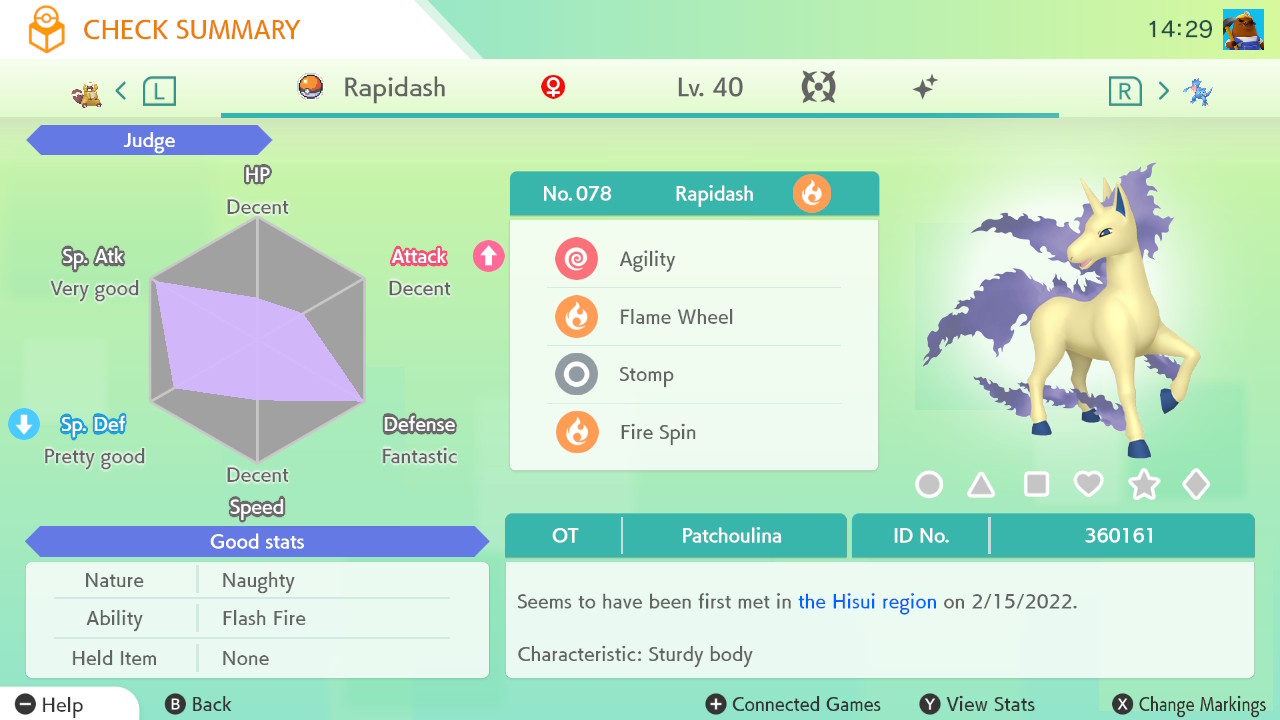 CHECK SUMMARY
14:29
L
Rapidash
Lv. 40
R
Judge
HP
Decent
Sp. Atk
Very good
Attack
Decent
Sp. Def
Pretty good
Defense
Fantastic
Decent
Speed
Good stats
Nature Naughty
Ability Flash Fire
Held Item None
No. 078 Rapidash
Agility
Flame Wheel
Stomp
Fire Spin
OT Patchoulina ID No. 360161
Seems to have been first met in the Hisui region on 2/15/2022.
Characteristic: Sturdy body
Help
B Back
Connected Games
Y View Stats
X Change Markings